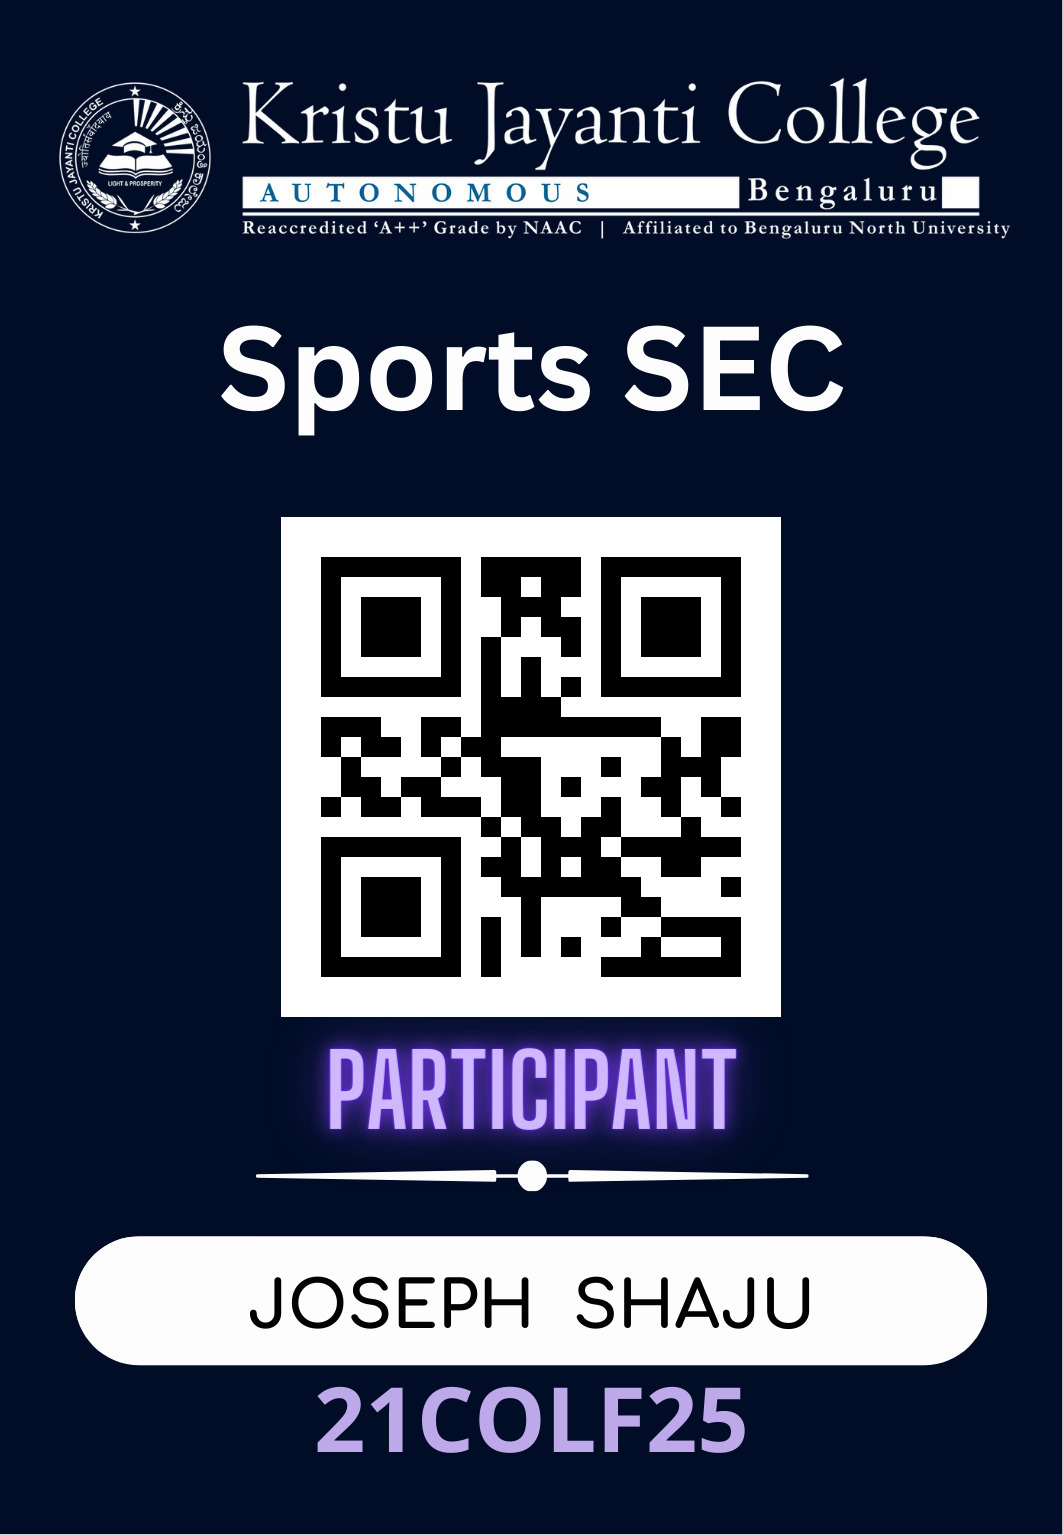 KRISTU JAYANTI COLLEGE
ज्योतिसंवादृयाय
LIGHT & PROSPERITY
Kristu Jayanti College
AUTONOMOUS Bengaluru
Reaccredited ‘A++’ Grade by NAAC | Affiliated to Bengaluru North University
Sports SEC
PARTICIPANT
JOSEPH SHAJU
21COLF25